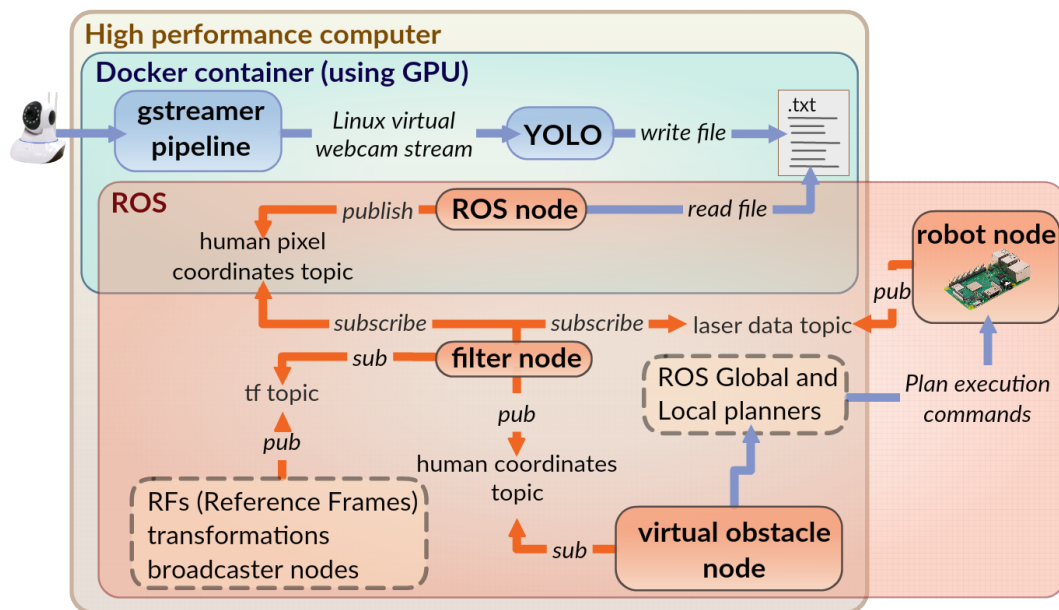 High performance computer
Docker container (using GPU)
gstreamer
pipeline
Linux virtual
webcam stream
YOLO
write file
.txt
ROS
publish
ROS node
read file
human pixel
coordinates topic
robot node
pub
subscribe
subscribe
laser data topic
sub
filter node
tf topic
pub
pub
ROS Global and
Local planners
Plan execution
commands
human coordinates
topic
RFs (Reference Frames)
transformations
broadcaster nodes
sub
virtual obstacle
node